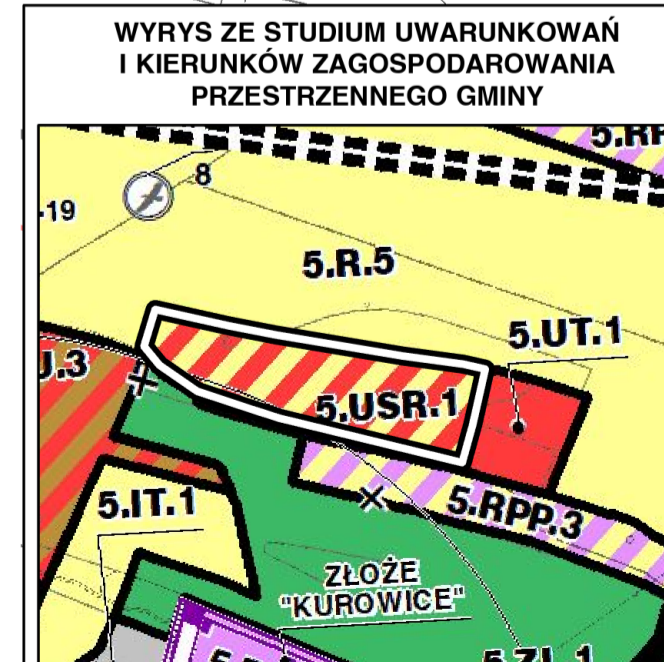 WYRYS ZE STUDIUM UWARUNKOWAŃ
I KIERUNKÓW ZAGOSPODAROWANIA
PRZESTRZENNEGO GMINY
8
-19
5.R.5
5.UT.1
J.3
5.USR.1
5.IT.1
5.RPP.3
ZŁOŻE
"KUROWICE"